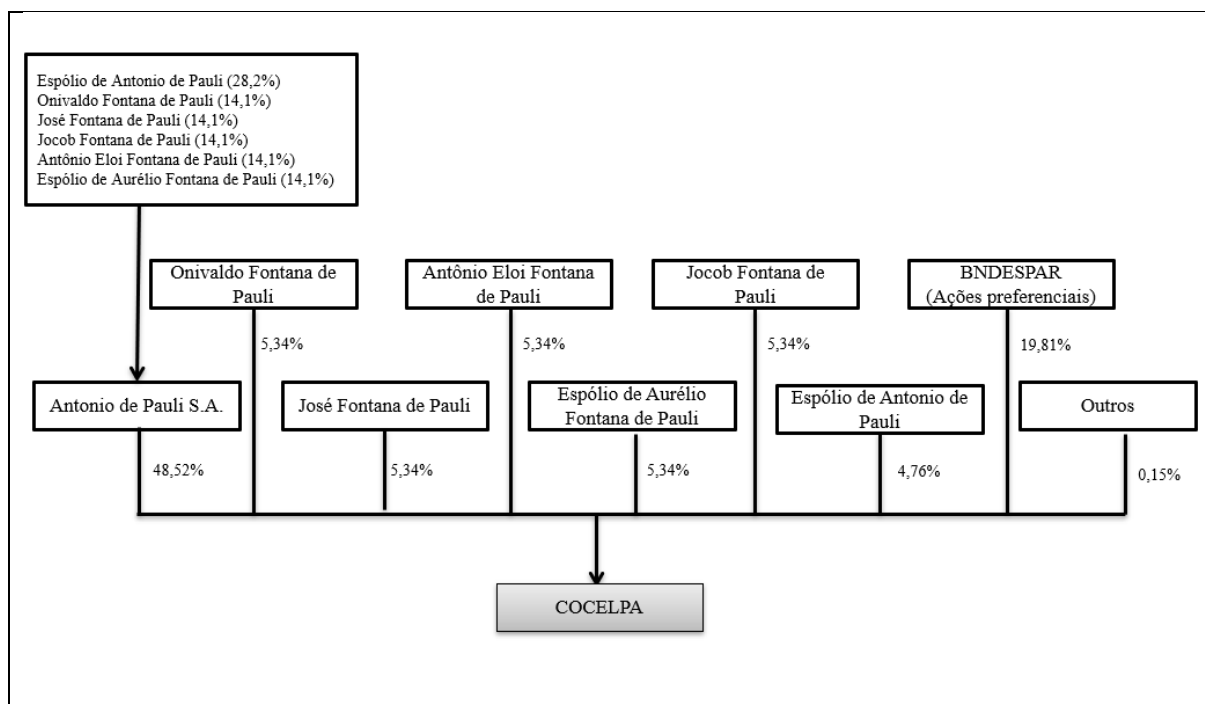 Espólio de Antonio de Pauli (28,2%)
Onivaldo Fontana de Pauli (14,1%)
José Fontana de Pauli (14,1%)
Jocob Fontana de Pauli (14,1%)
Antônio Eloi Fontana de Pauli (14,1%)
Espólio de Aurélio Fontana de Pauli (14,1%)
Onivaldo Fontana de
Pauli
Antônio Eloi Fontana
de Pauli
Jocob Fontana de
Pauli
BNDESPAR
(Ações preferenciais)
5,34%
5,34%
5,34%
19,81%
Antonio de Pauli S.A.
José Fontana de Pauli
Espólio de Aurélio
Fontana de Pauli
Espólio de Antonio de
Pauli
Outros
48,52%
5,34%
5,34%
4,76%
0,15%
COCELPA